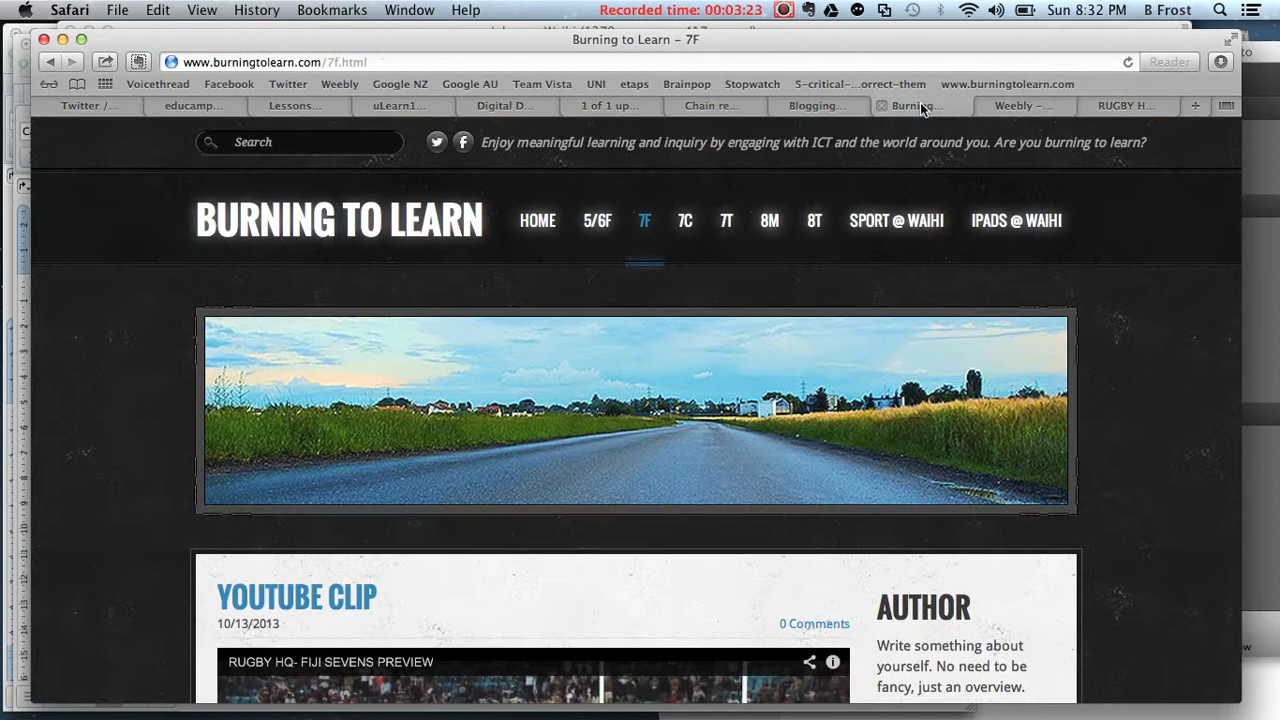 Safari File Edit View History Bookmarks Window Help Recorded time: 00:03:23 Sun 8:32 PM B Frost
Burning to Learn – 7F
www.burningtolearn.com/7f.html Reader
Voicethread Facebook Twitter Weebly Google NZ Google AU Team Vista UNI etaps Brainpop Stopwatch 5-critical-...orrect-them www.burningtolearn.com
Twitter /... educamp... Lessons... uLearn1... Digital D... 1 of 1 up... Chain re... Blogging... Burning... Weebly –... RUGBY H...
Search Enjoy meaningful learning and inquiry by engaging with ICT and the world around you. Are you burning to learn?
BURNING TO LEARN HOME 5/6F 7F 7C 7T 8M 8T SPORT @ WAIHI IPADS @ WAIHI
YOUTUBE CLIP
10/13/2013 0 Comments
RUGBY HQ- FIJI SEVENS PREVIEW
AUTHOR
Write something about
yourself. No need to be
fancy, just an overview.